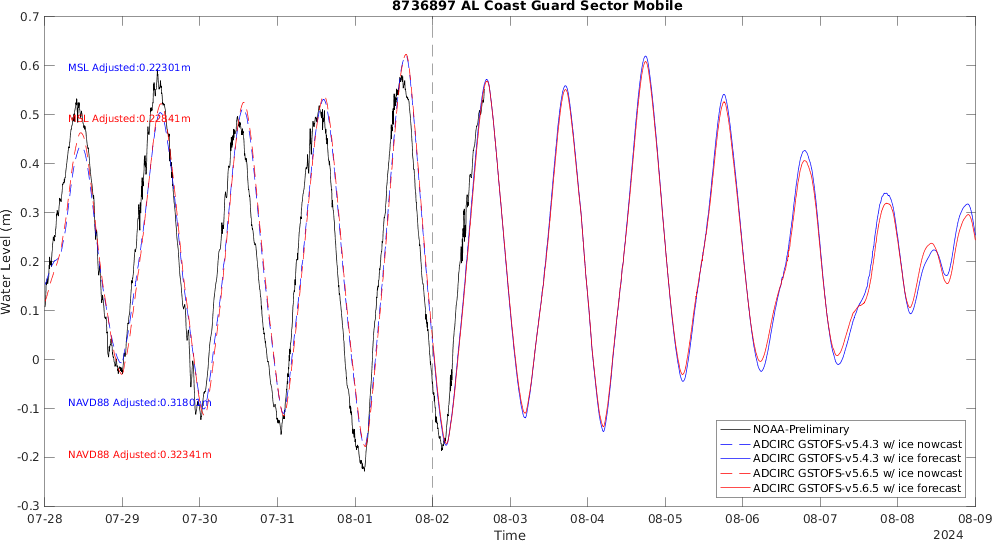 8736897 AL Coast Guard Sector Mobile
0.7
0.6
0.5
0.4
0.3
0.2
0.1
0
-0.1
-0.2
-0.3
Water Level (m)
MSL Adjusted:0.22301m
MSL Adjusted:0.22841m
NAVD88 Adjusted:0.31801m
NAVD88 Adjusted:0.32341m
NOAA-Preliminary
ADCIRC GSTOFS-v5.4.3 w/ ice nowcast
ADCIRC GSTOFS-v5.4.3 w/ ice forecast
ADCIRC GSTOFS-v5.6.5 w/ ice nowcast
ADCIRC GSTOFS-v5.6.5 w/ ice forecast
07-28 07-29 07-30 07-31 08-01 08-02 08-03 08-04 08-05 08-06 08-07 08-08 08-09
Time
2024